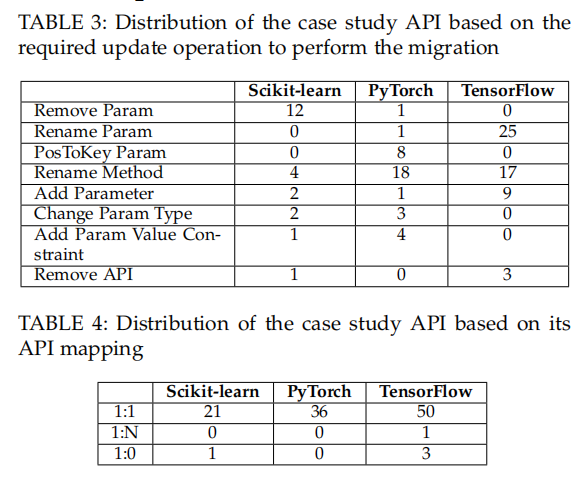 TABLE 3: Distribution of the case study API based on the
required update operation to perform the migration
Scikit-learn PyTorch TensorFlow
Remove Param 12 1 0
Rename Param 0 1 25
PosToKey Param 0 8 0
Rename Method 4 18 17
Add Parameter 2 1 9
Change Param Type 2 3 0
Add Param Value Con- 1 4 0
straint
Remove API 1 0 3
TABLE 4: Distribution of the case study API based on its
API mapping
Scikit-learn PyTorch TensorFlow
1:1 21 36 50
1:N 0 0 1
1:0 1 0 3